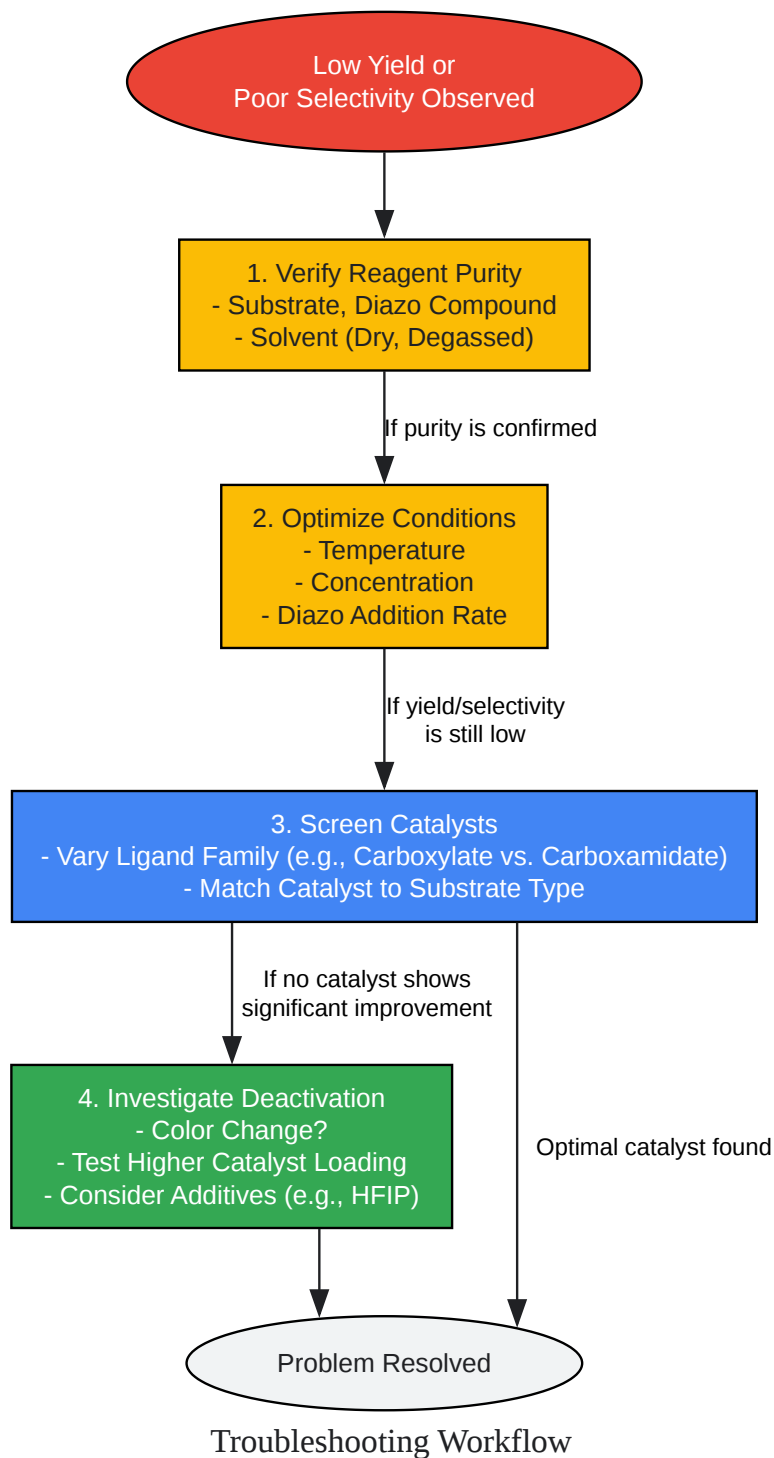 Low Yield or
Poor Selectivity Observed
1. Verify Reagent Purity
- Substrate, Diazo Compound
- Solvent (Dry, Degassed)
If purity is confirmed
2. Optimize Conditions
- Temperature
- Concentration
- Diazo Addition Rate
If yield/selectivity
is still low
3. Screen Catalysts
- Vary Ligand Family (e.g., Carboxylate vs. Carboxamidate)
- Match Catalyst to Substrate Type
If no catalyst shows
significant improvement
4. Investigate Deactivation
- Color Change?
- Test Higher Catalyst Loading
- Consider Additives (e.g., HFIP)
Optimal catalyst found
Problem Resolved
Troubleshooting Workflow